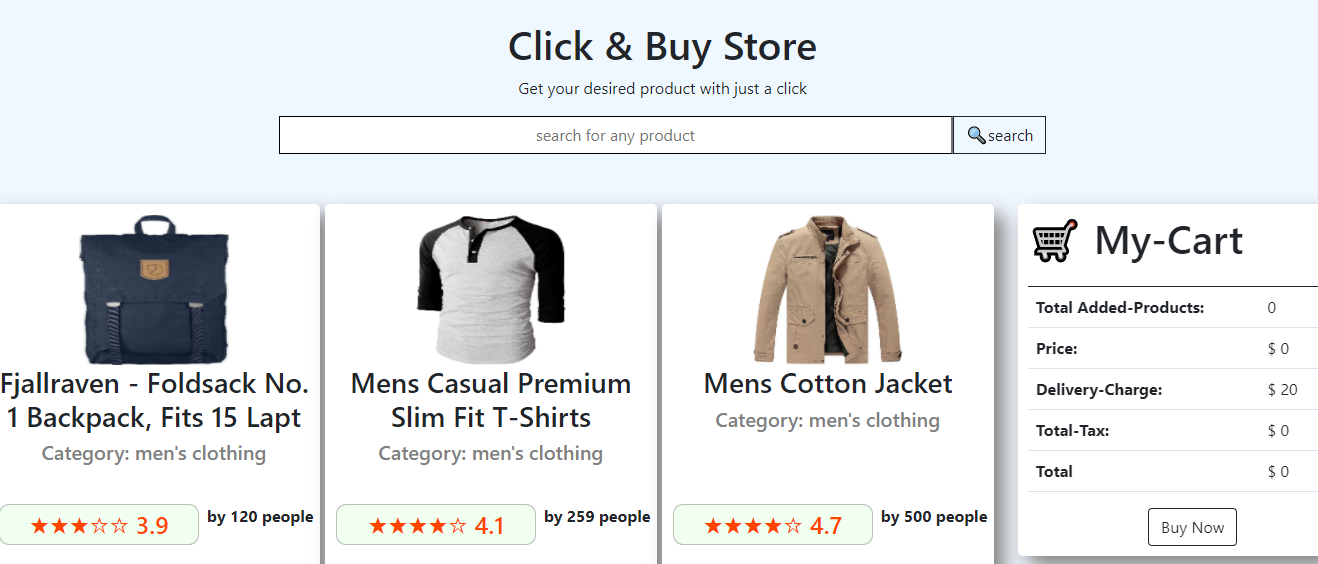 Click & Buy Store
Get your desired product with just a click
search for any product
search
Fjallraven - Foldsack No.
1 Backpack, Fits 15 Lapt
Category: men's clothing
★★★☆☆ 3.9
by 120 people
Mens Casual Premium
Slim Fit T-Shirts
Category: men's clothing
★★★★☆ 4.1
by 259 people
Mens Cotton Jacket
Category: men's clothing
★★★★☆ 4.7
by 500 people
My-Cart
Total Added-Products: 0
Price: $ 0
Delivery-Charge: $ 20
Total-Tax: $ 0
Total $ 0
Buy Now